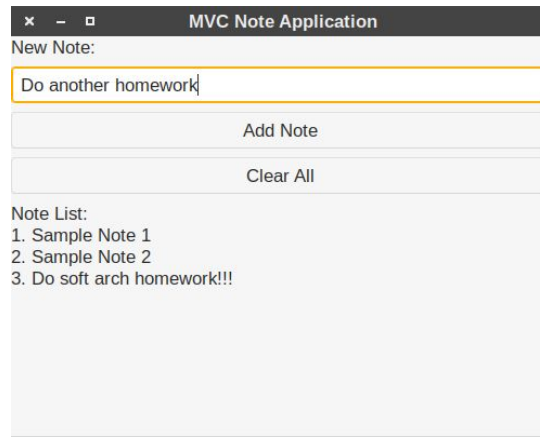 MVC Note Application
New Note:
Do another homework
Add Note
Clear All
Note List:
1. Sample Note 1
2. Sample Note 2
3. Do soft arch homework!!!